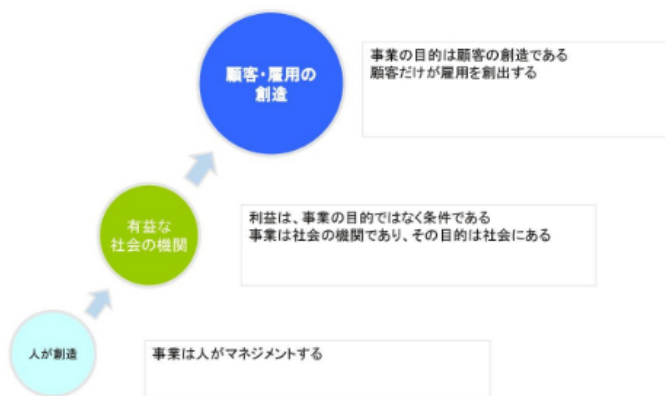 顧客・雇用の
創造
事業の目的は顧客の創造である
顧客だけが雇用を創出する
有益な
社会の機関
利益は、事業の目的ではなく条件である
事業は社会の機関であり、その目的は社会にある
人が創造
事業は人がマネジメントする